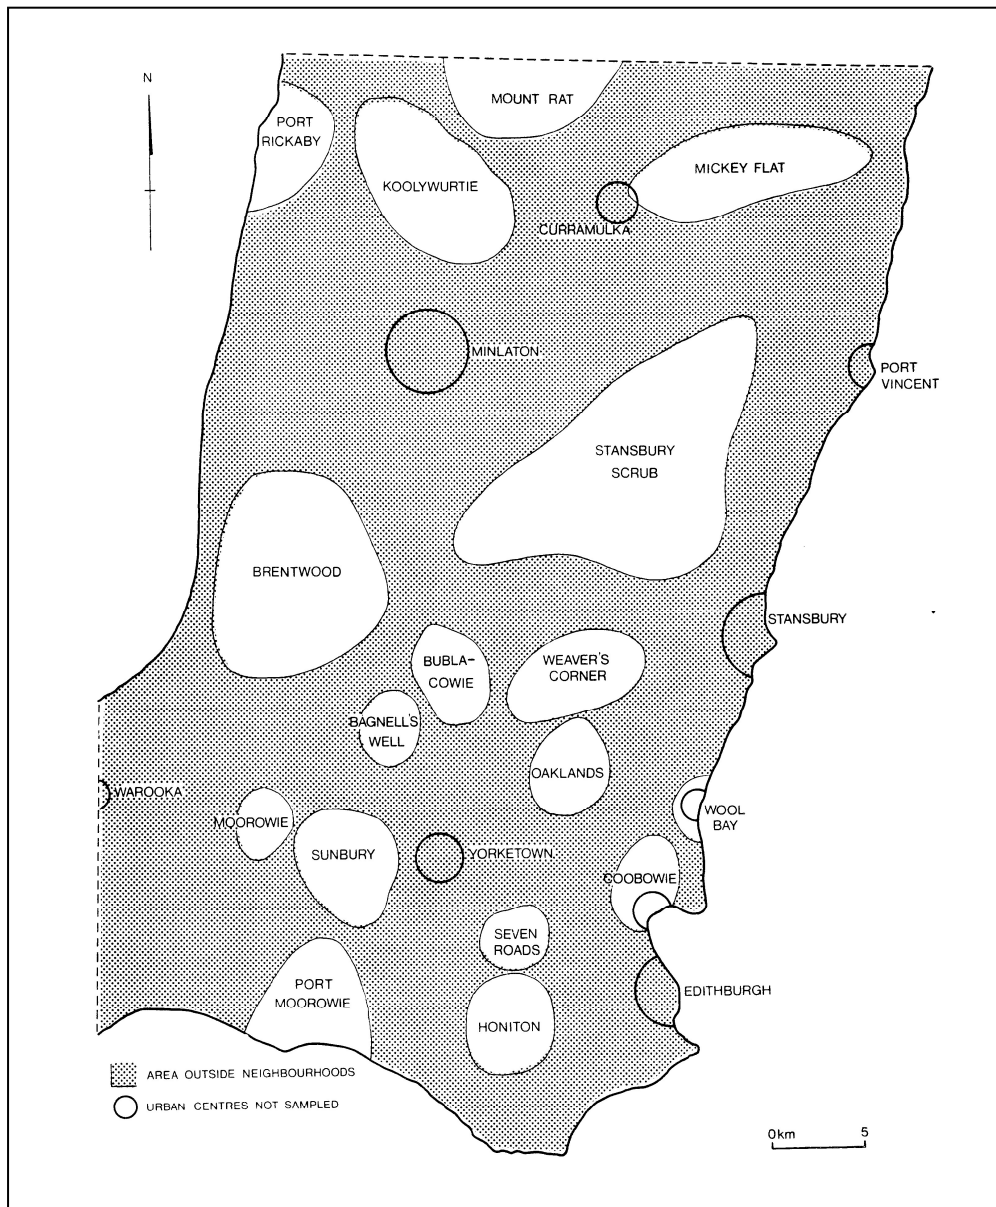 N
MOUNT RAT
PORT
RICKABY
MICKEY FLAT
KOOLYWURTIE
CURRAMULKA
MINLATON
PORT
VINCENT
STANSBURY
SCRUB
BRENTWOOD
STANSBURY
BUBLA-
COWIE
WEAVER'S
CORNER
BAGNELL'S
WELL
OAKLANDS
WAROOKA
WOOL
BAY
MOOROWIE
SUNBURY
YORKETOWN
COOBOWIE
SEVEN
ROADS
PORT
MOOROWIE
EDITHBURGH
HONITON
AREA OUTSIDE NEIGHBOURHOODS
URBAN CENTRES NOT SAMPLED
0km 5